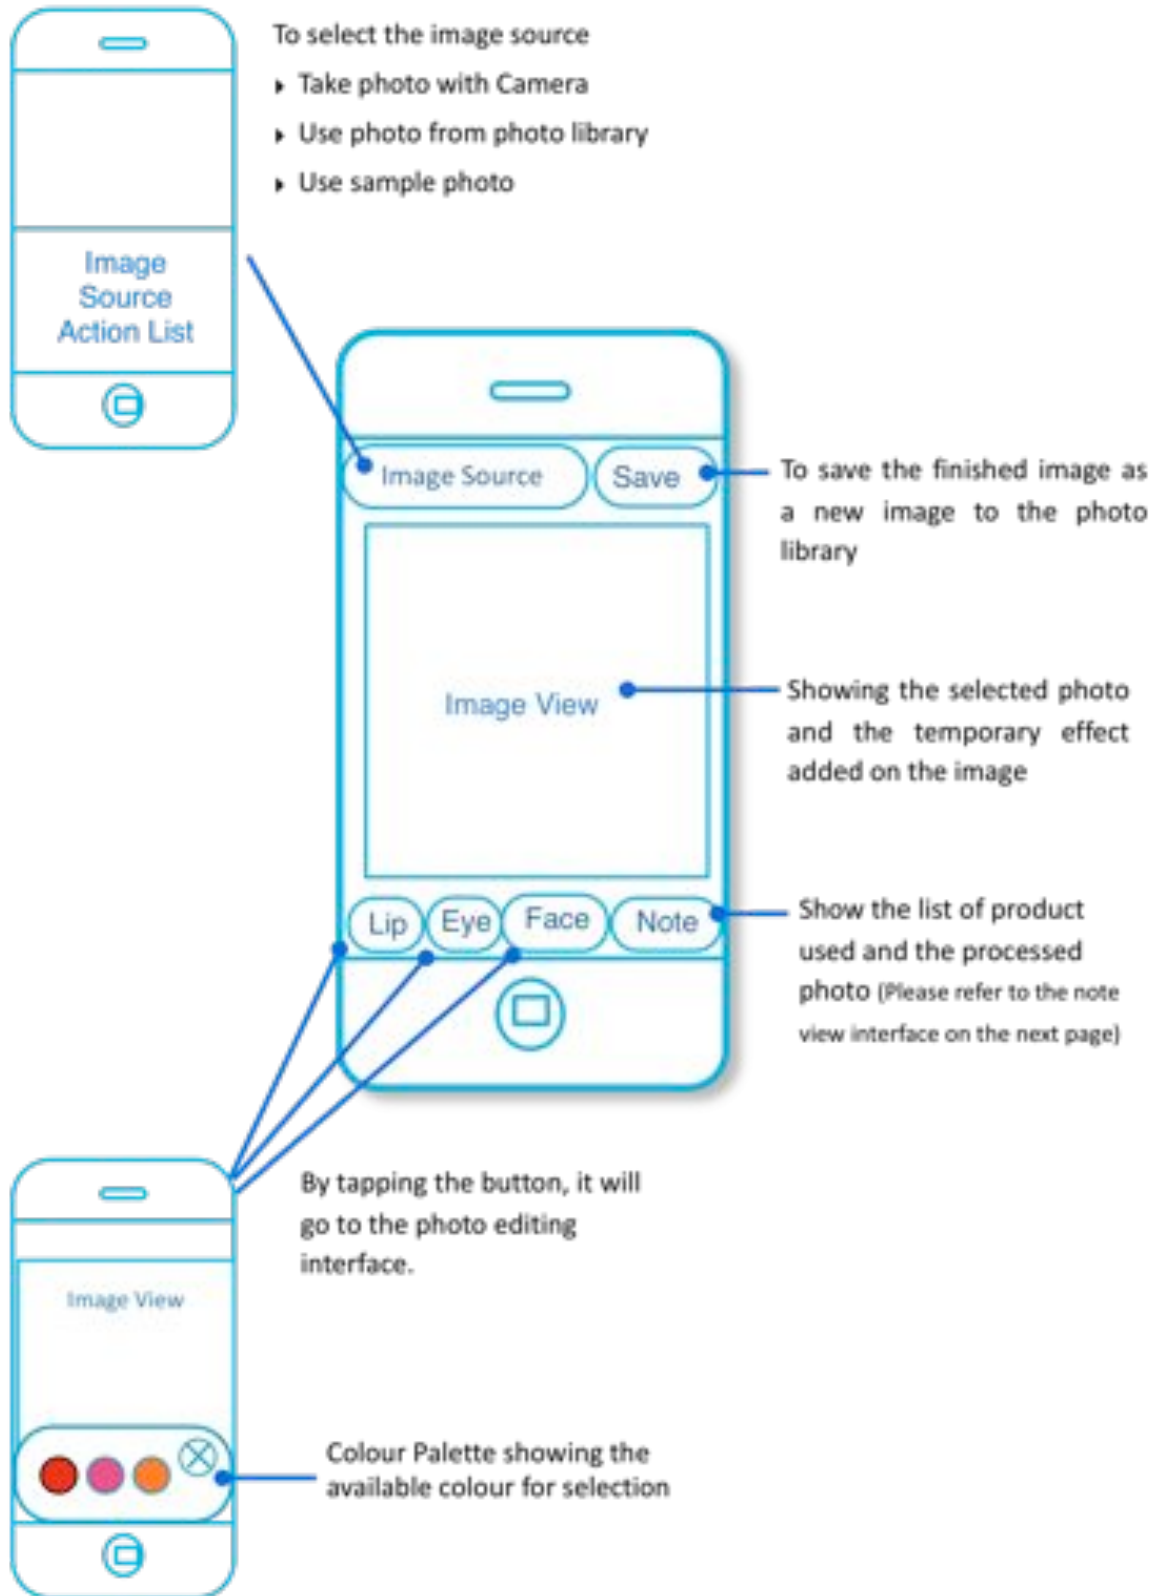 To select the image source
▸ Take photo with Camera
▸ Use photo from photo library
▸ Use sample photo
Image
Source
Action List
Image Source
Save
To save the finished image as
a new image to the photo
library
Image View
Showing the selected photo
and the temporary effect
added on the image
Lip
Eye
Face
Note
Show the list of product
used and the processed
photo (Please refer to the note
view interface on the next page)
By tapping the button, it will
go to the photo editing
interface.
Image View
Colour Palette showing the
available colour for selection